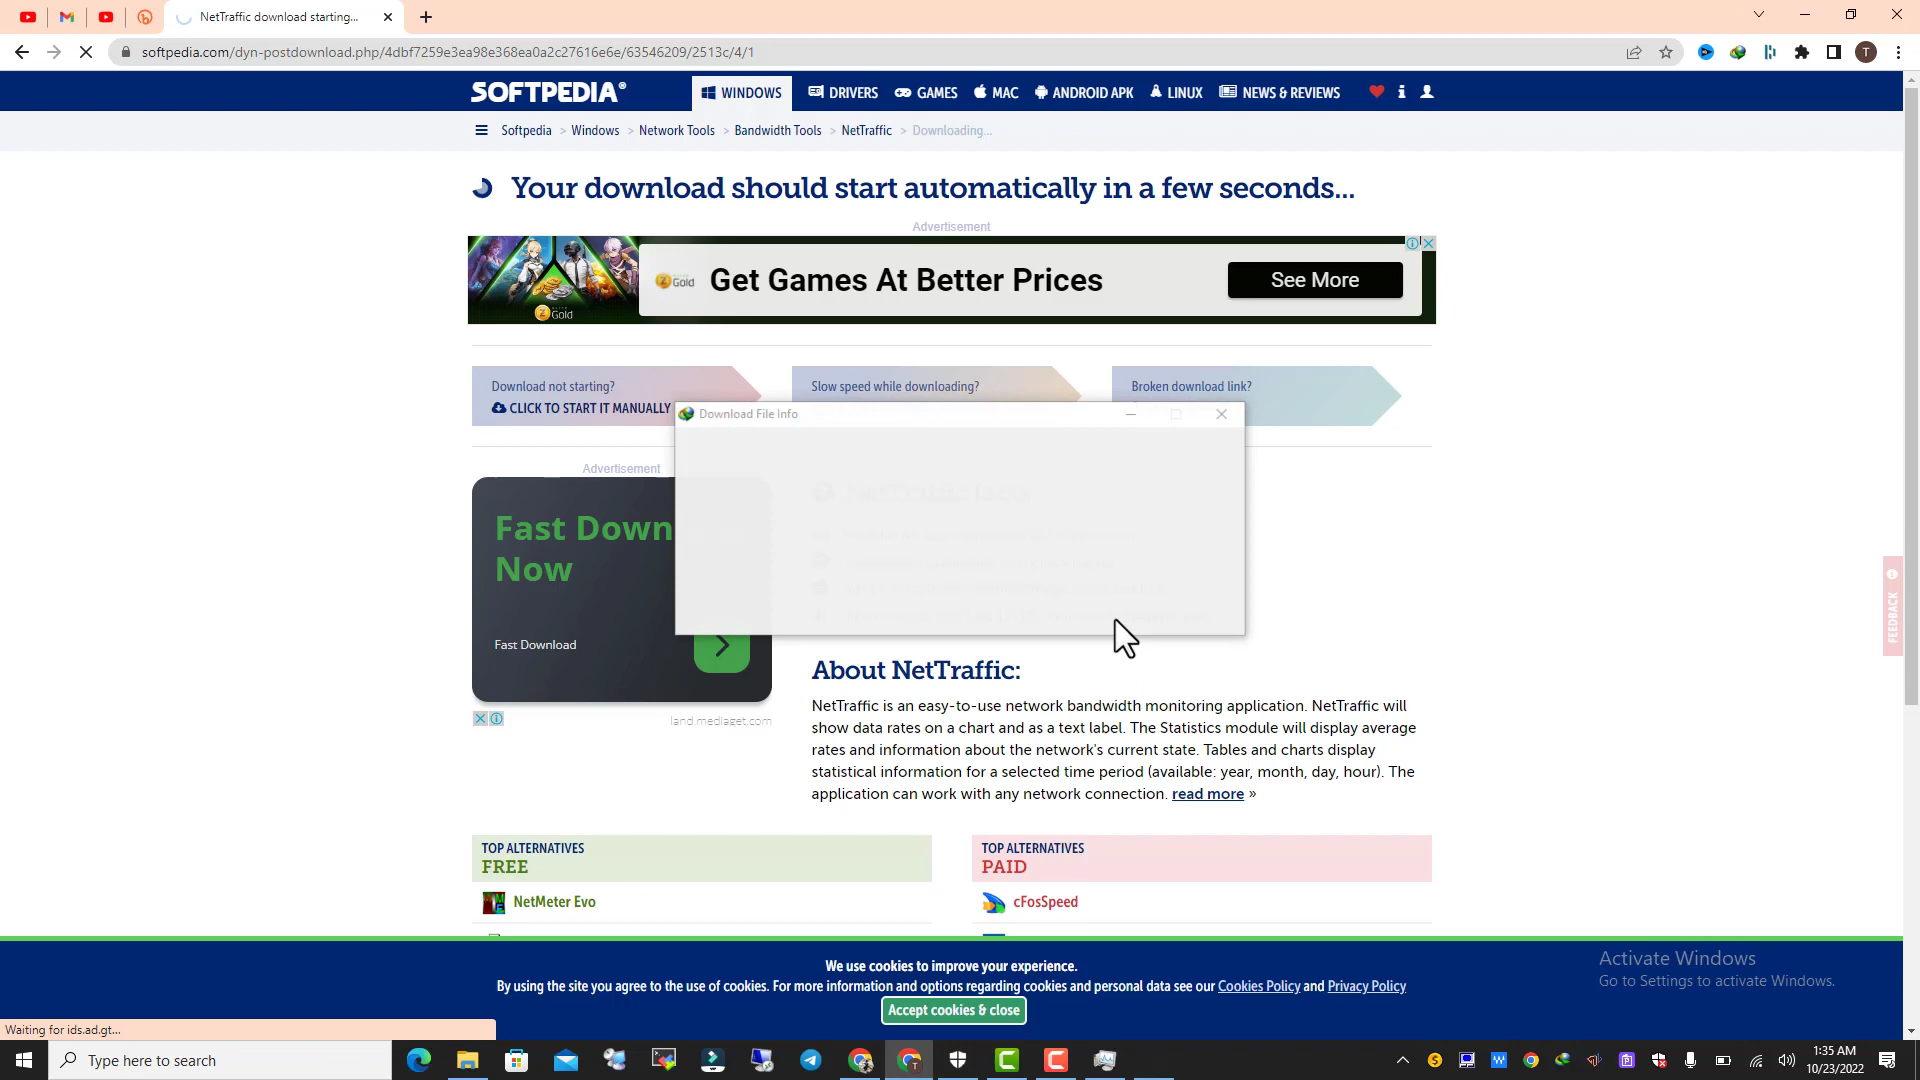 NetTraffic download starting...
softpedia.com/dyn-postdownload.php/4dbf7259e3ea98e368ea0a2c27616e6e/63546209/2513c/4/1
T
SOFTPEDIA®
WINDOWS
DRIVERS
GAMES
MAC
ANDROID APK
LINUX
NEWS & REVIEWS
Softpedia > Windows > Network Tools > Bandwidth Tools > NetTraffic > Downloading...
Your download should start automatically in a few seconds...
Advertisement
Gold
Get Games At Better Prices
See More
Gold
Download not starting?
CLICK TO START IT MANUALLY
Slow speed while downloading?
Broken download link?
Download File Info
Advertisement
Fast Down
Now
Fast Download
land.mediaget.com
FEEDBACK
About NetTraffic:
NetTraffic is an easy-to-use network bandwidth monitoring application. NetTraffic will
show data rates on a chart and as a text label. The Statistics module will display average
rates and information about the network's current state. Tables and charts display
statistical information for a selected time period (available: year, month, day, hour). The
application can work with any network connection. read more »
TOP ALTERNATIVES
FREE
NetMeter Evo
TOP ALTERNATIVES
PAID
cFosSpeed
We use cookies to improve your experience.
By using the site you agree to the use of cookies. For more information and options regarding cookies and personal data see our Cookies Policy and Privacy Policy
Accept cookies & close
Activate Windows
Go to Settings to activate Windows.
Waiting for ids.ad.gt...
Type here to search
1:35 AM
10/23/2022